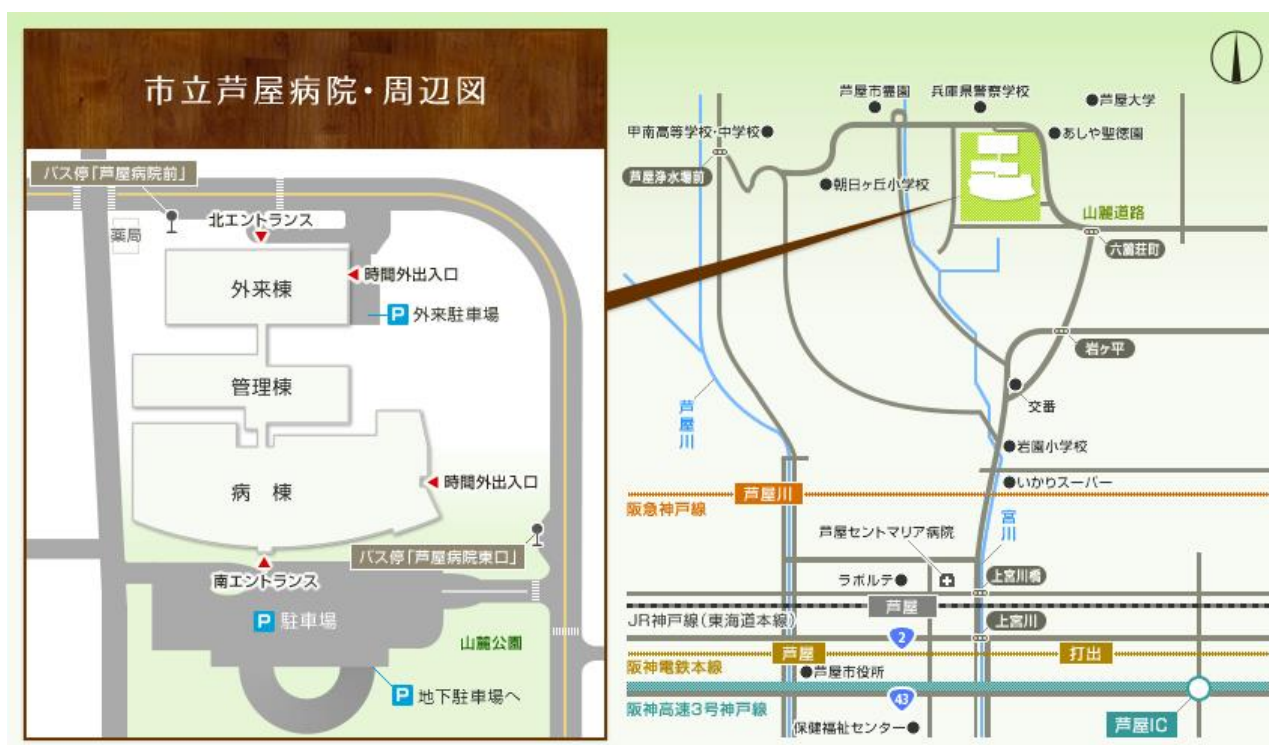 市立芦屋病院・周辺図
バス停「芦屋病院前」
北エントランス
薬局
外来棟
時間外出入口
P 外来駐車場
管理棟
病 棟
時間外出入口
バス停「芦屋病院東口」
南エントランス
P 駐車場
山麓公園
P 地下駐車場へ
芦屋市霊園
兵庫県警察学校
芦屋大学
甲南高等学校・中学校
あしや聖徳園
芦屋浄水場前
朝日ヶ丘小学校
山麓道路
六麓荘町
岩ヶ平
交番
芦屋川
岩園小学校
いかりスーパー
芦屋川
阪急神戸線
宮川
芦屋セントマリア病院
ラポルテ
上宮川橋
芦屋
JR神戸線(東海道本線)
上宮川
2
芦屋
打出
阪神電鉄本線
芦屋市役所
43
阪神高速3号神戸線
芦屋IC
保健福祉センター